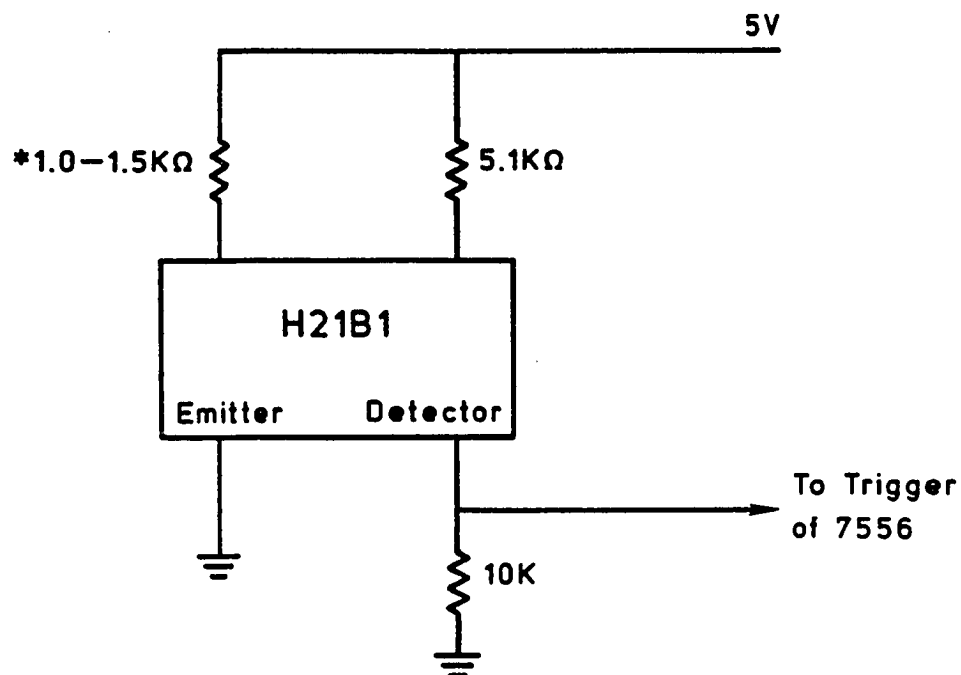 5V
*1.0–1.5KΩ
5.1KΩ
H21B1
Emitter
Detector
To Trigger
of 7556
10K